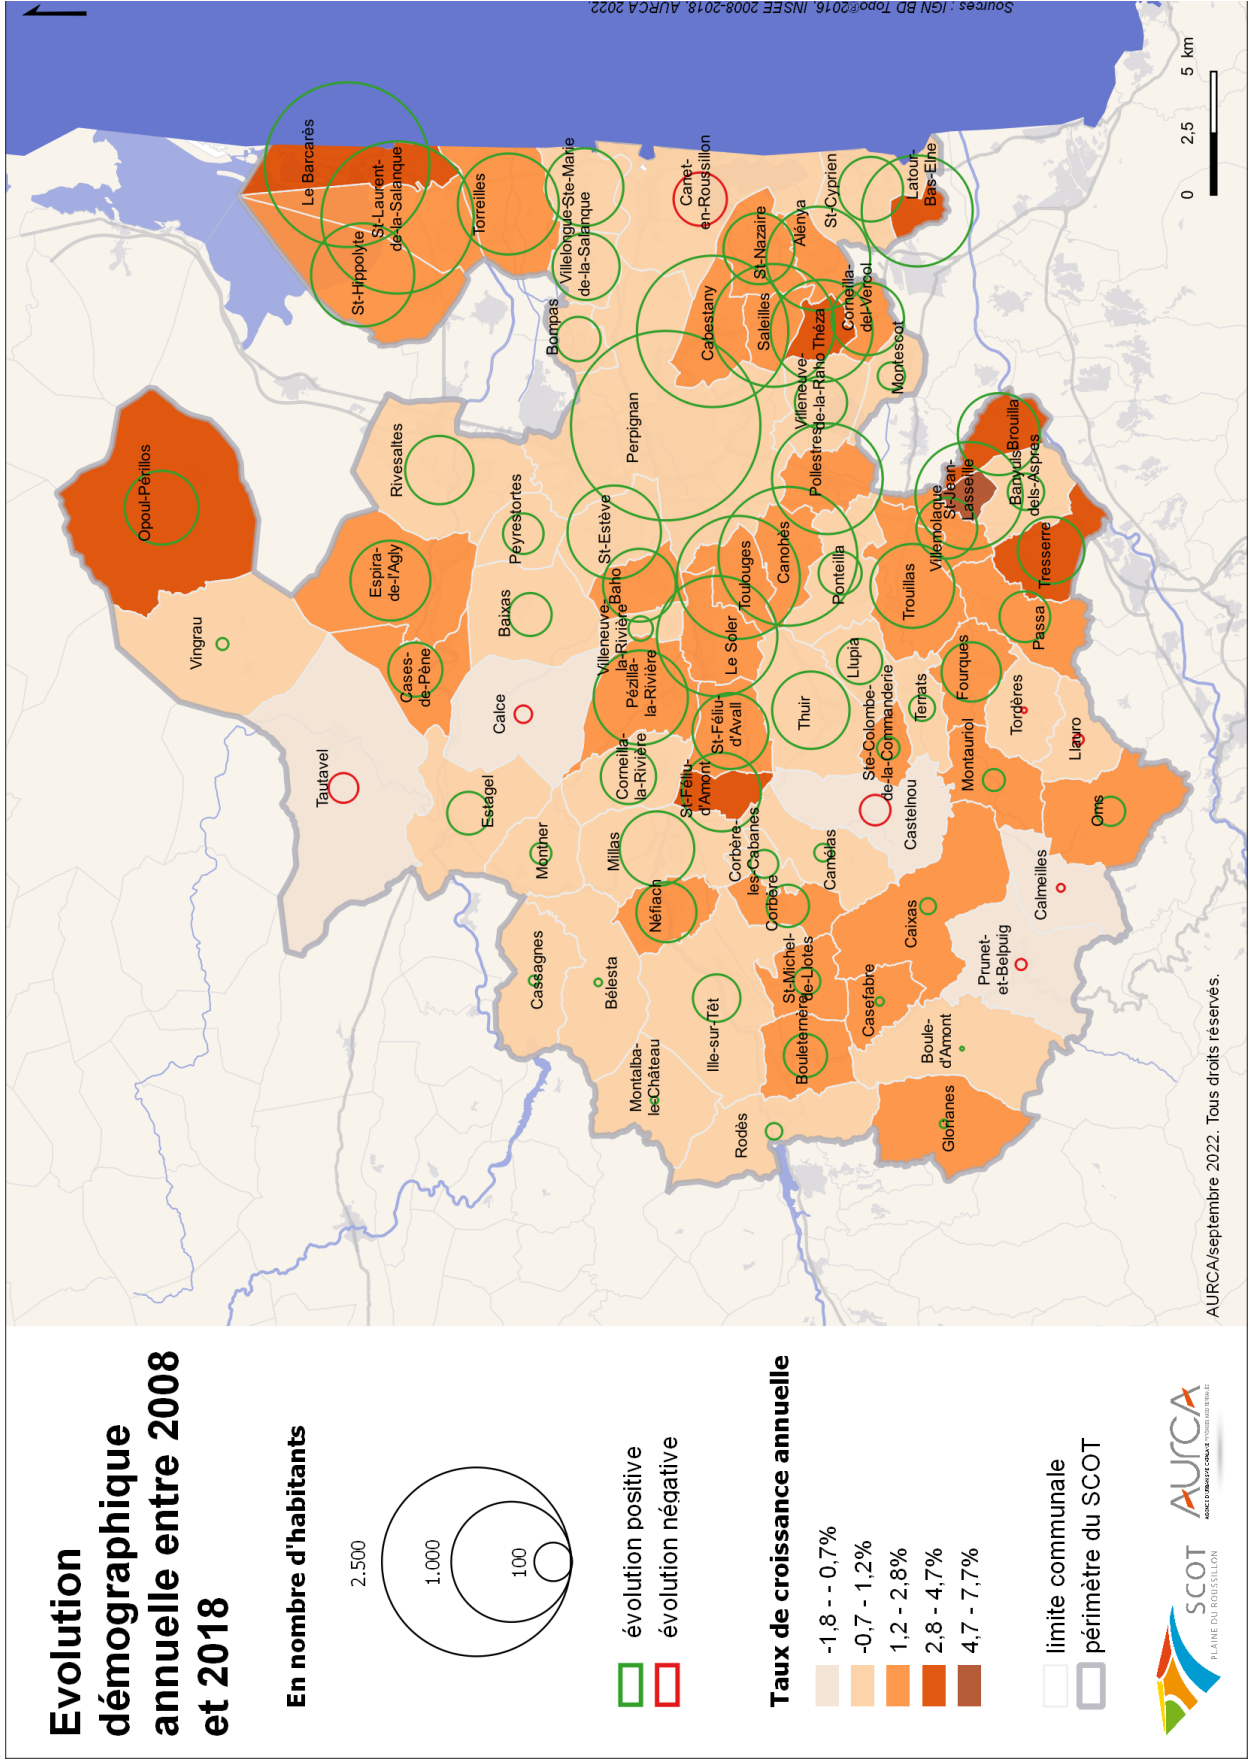 Evolution
démographique
annuelle entre 2008
et 2018
En nombre d'habitants
2.500
1.000
100
évolution positive
évolution négative
Taux de croissance annuelle
-1,8 - -0,7%
-0,7 - 1,2%
1,2 - 2,8%
2,8 - 4,7%
4,7 - 7,7%
limite communale
périmètre du SCOT
SCOT
PLAINE DU ROUSSILLON
AURCA
Opoul-Périllos
Vingrau
Tautavel
Espira-
de-l'Agly
Cases-
de-Pène
Rivesaltes
Peyrestortes
Baixas
Calce
Estagel
Montner
Cassagnes
Bélesta
Montalba-
le-Château
Rodès
Ille-sur-Têt
Néfiach
Millas
Corneilla-
la-Rivière
Pézilla-
la-Rivière
Villeneuve-
la-Rivière
Baho
St-Estève
Perpignan
Bompas
Villelongue-
de-la-Salanque
Ste-Marie
Torreilles
St-Laurent-
de-la-Salanque
Le Barcarès
St-Hippolyte
Canet-
en-Roussillon
St-Nazaire
Cabestany
Saleilles
Alénya
St-Cyprien
Latour-
Bas-Elne
Théza
Corneilla-
del-Vercol
Montescot
Villeneuve-
de-la-Raho
Pollestres
Canohès
Toulouges
Le Soler
St-Féliu-
d'Avall
St-Féliu-
d'Amont
Thuir
Ponteilla
Llupia
Trouillas
Villemolaque
St-Jean-
Lasseille
Banyuls-
dels-Aspres
Brouilla
Tresserre
Passa
Fourques
Terrats
Tordères
Llauro
Montauriol
Oms
Ste-Colombe-
de-la-Commanderie
Castelnou
Camélas
Corbère-
les-Cabanes
Corbère
St-Michel-
de-Llotes
Bouleternère
Casefabre
Caixas
Calmeilles
Prunet-
et-Belpuig
Boule-
d'Amont
Glorianes
0 2,5 5 km
AURCA/septembre 2022. Tous droits réservés.
Sources : IGN BD Topo®2016, INSEE 2008-2018, AURCA 2022.